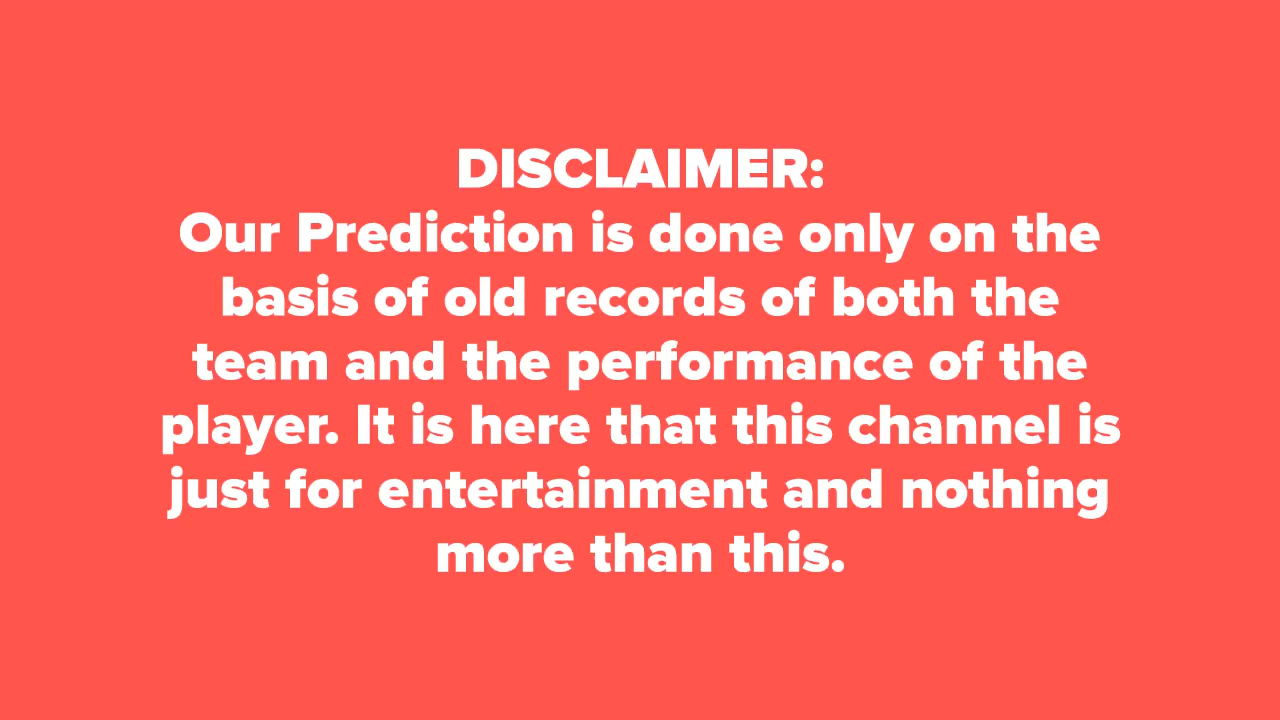 DISCLAIMER:
Our Prediction is done only on the
basis of old records of both the
team and the performance of the
player. It is here that this channel is
just for entertainment and nothing
more than this.